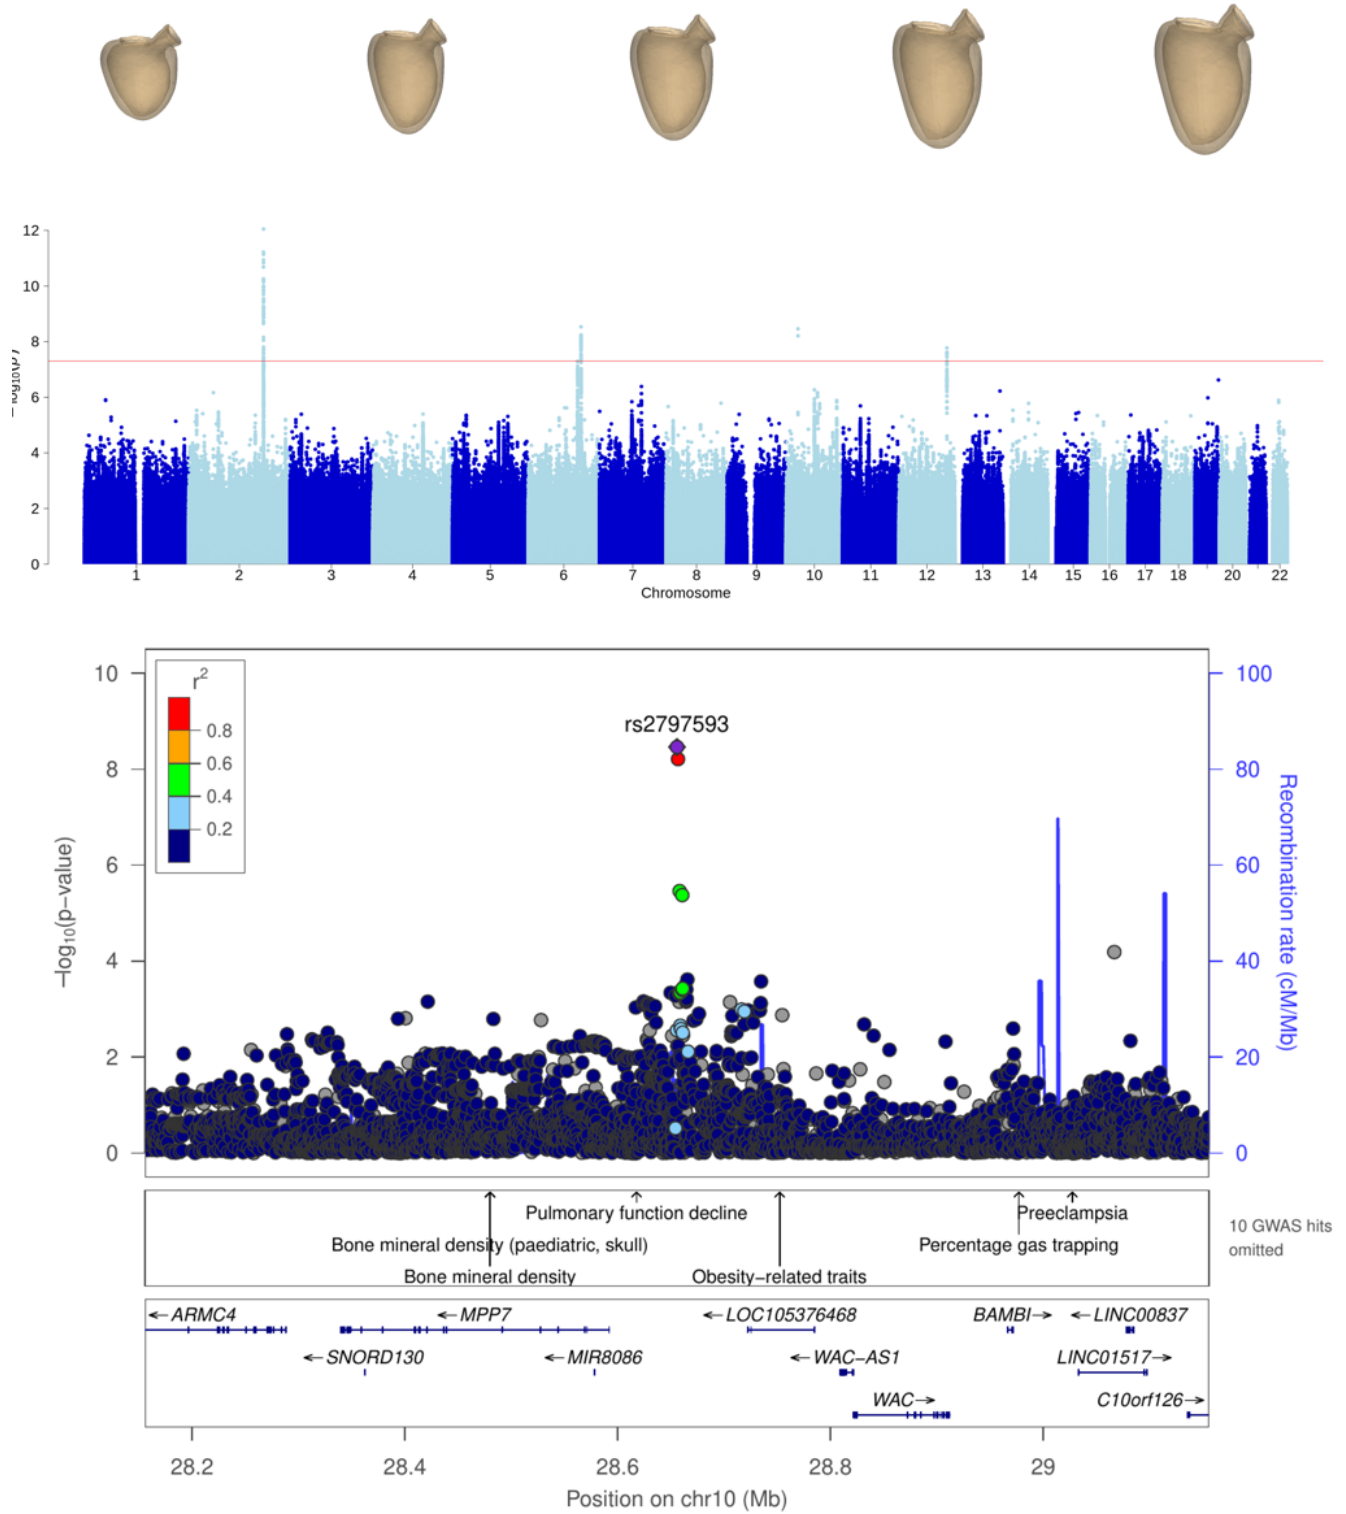 12
10
8
6
4
2
0
−log10(p)
1 2 3 4 5 6 7 8 9 10 11 12 13 14 15 16 17 18 20 22
Chromosome
r2
0.8
0.6
0.4
0.2
rs2797593
10
8
6
4
2
0
−log10(p−value)
100
80
60
40
20
0
Recombination rate (cM/Mb)
Pulmonary function decline
Preeclampsia
Bone mineral density (paediatric, skull)
Percentage gas trapping
Bone mineral density
Obesity−related traits
10 GWAS hits
omitted
←ARMC4 ←MPP7 ←LOC105376468 BAMBI→ ←LINC00837
←SNORD130 ←MIR8086 ←WAC−AS1 LINC01517→
WAC→ C10orf126→
28.2 28.4 28.6 28.8 29
Position on chr10 (Mb)